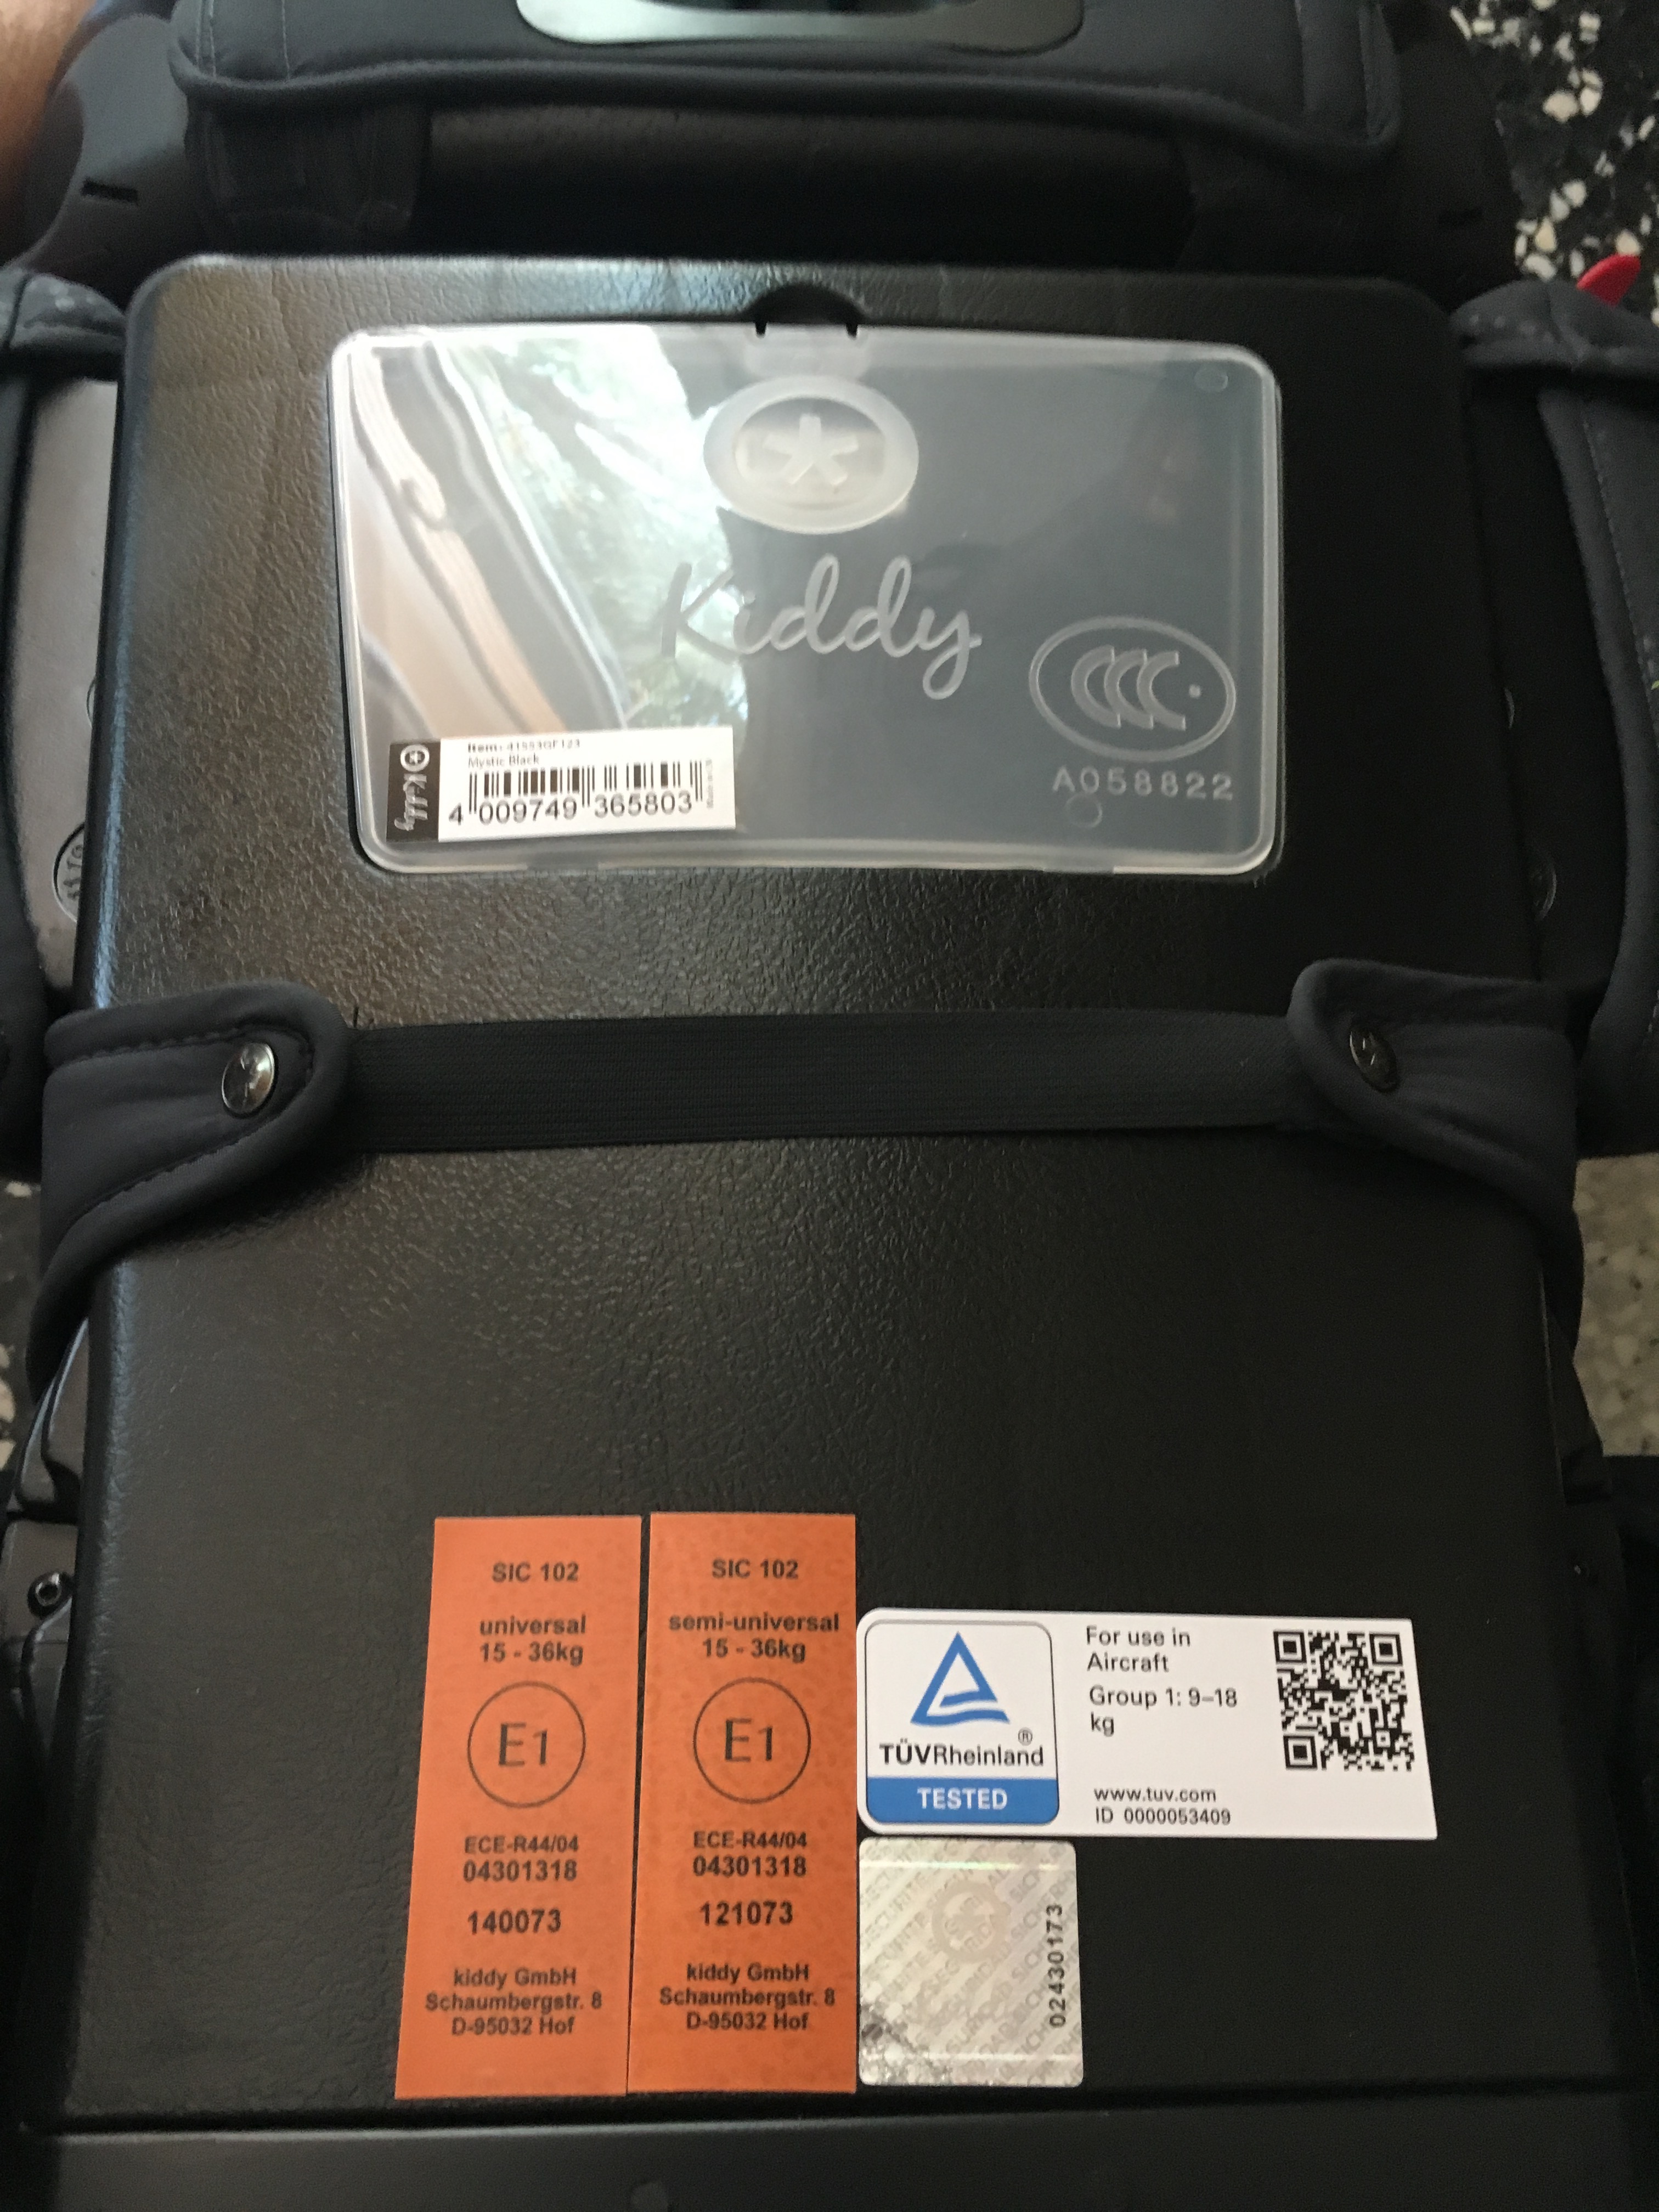 Kiddy
CCC
A058822
Kiddy
Item: 41553GF123
Mystic Black
4 009749 365803
SIC 102
universal
15 - 36kg
E1
ECE-R44/04
04301318
140073
kiddy GmbH
Schaumbergstr. 8
D-95032 Hof
SIC 102
semi-universal
15 - 36kg
E1
ECE-R44/04
04301318
121073
kiddy GmbH
Schaumbergstr. 8
D-95032 Hof
TÜVRheinland®
TESTED
For use in
Aircraft
Group 1: 9–18
kg
www.tuv.com
ID 0000053409
02430173